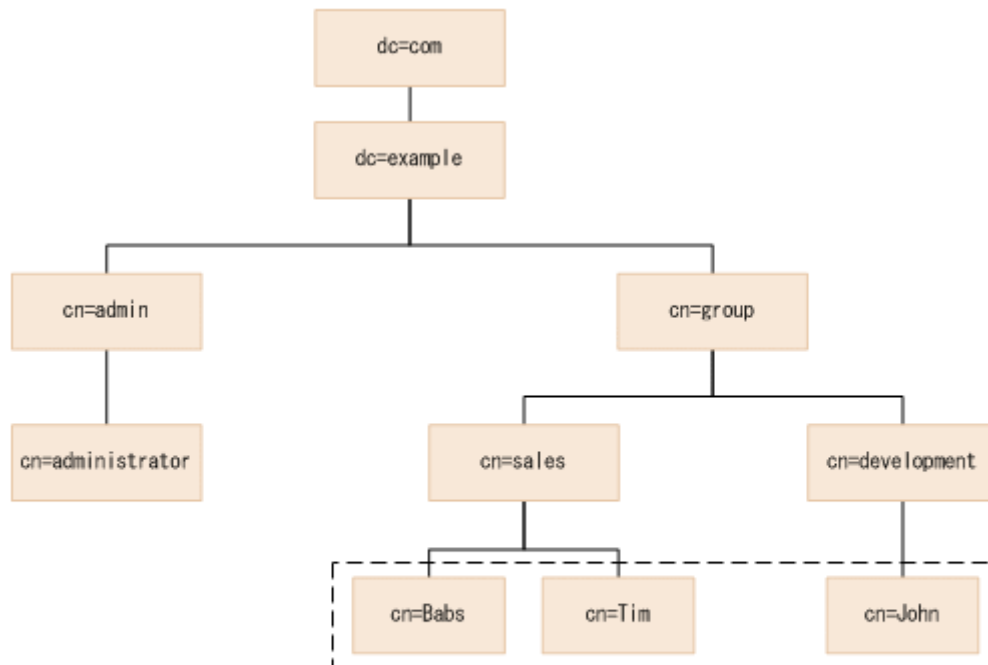 dc=com
dc=example
cn=admin
cn=group
cn=administrator
cn=sales
cn=development
cn=Babs
cn=Tim
cn=John